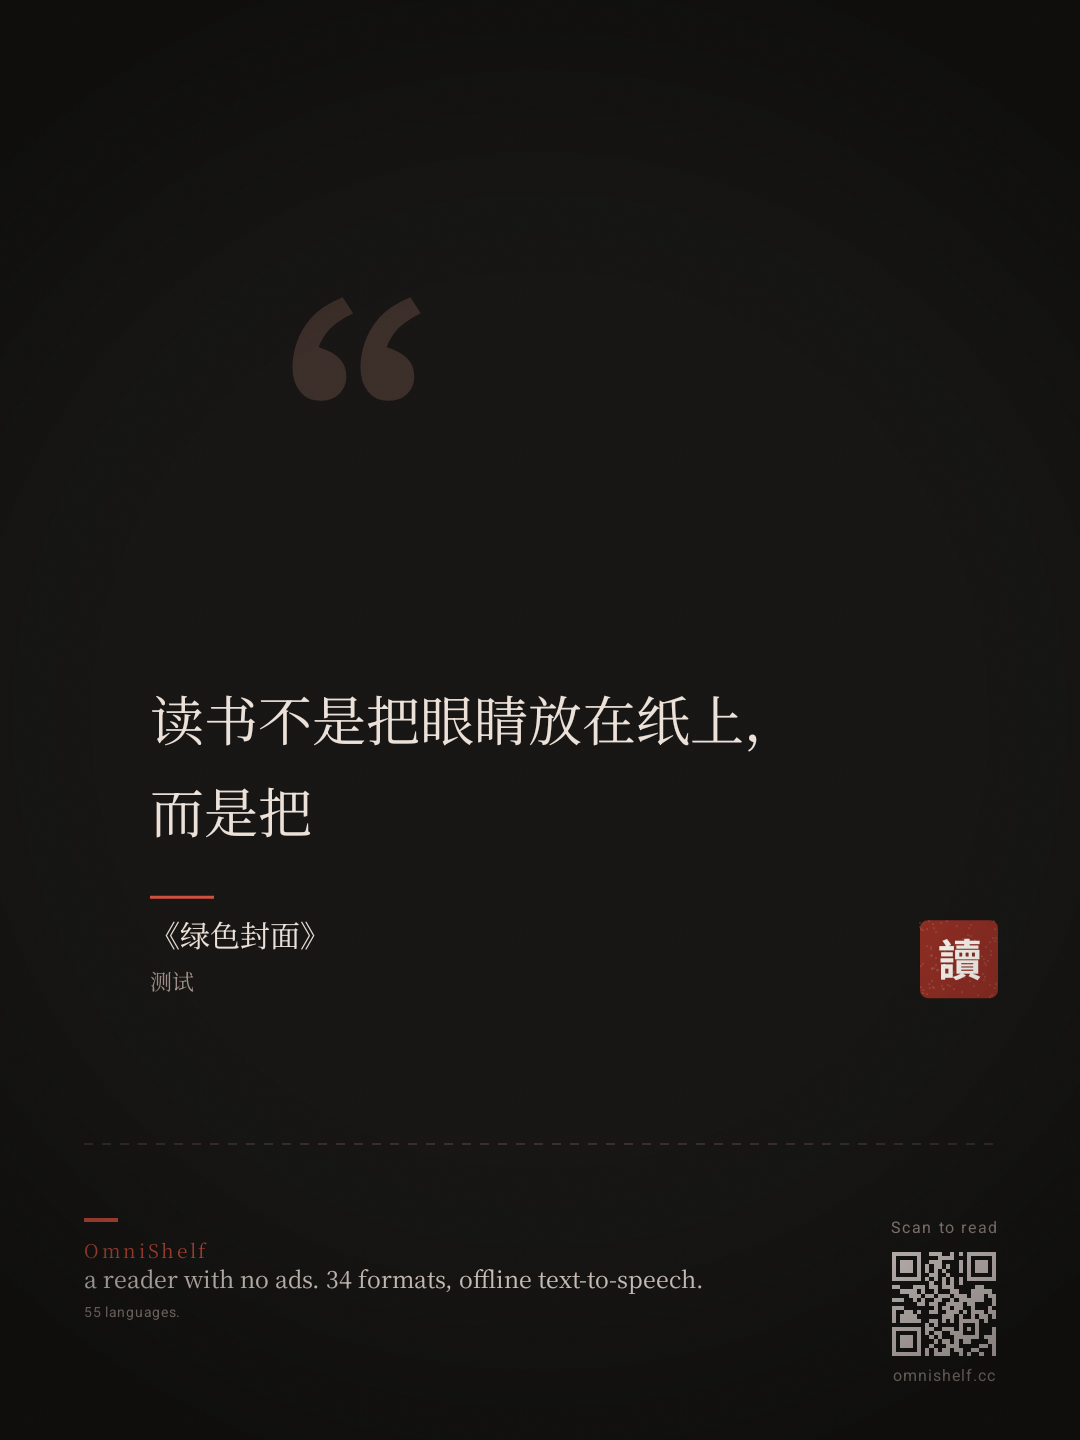 “
读书不是把眼睛放在纸上，
而是把
《绿色封面》
测试
讀
OmniShelf
a reader with no ads. 34 formats, offline text-to-speech.
55 languages.
Scan to read
omnishelf.cc